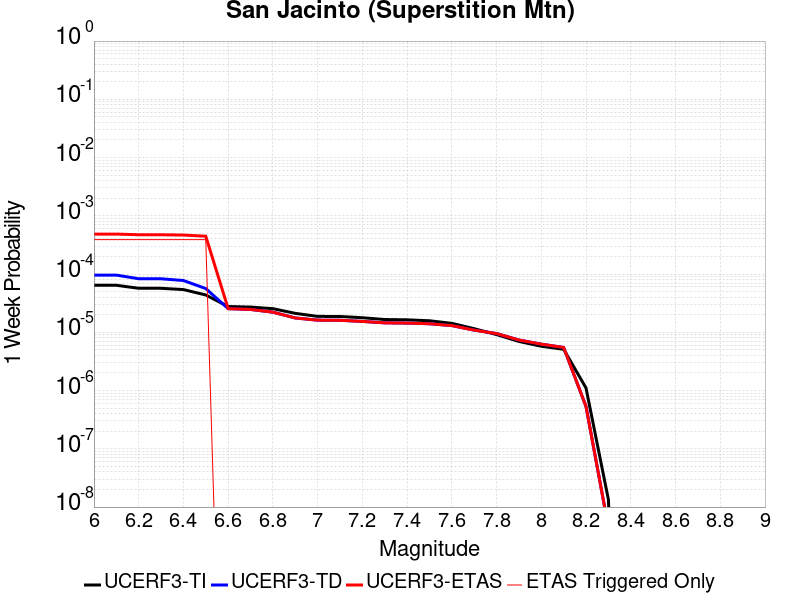 San Jacinto (Superstition Mtn)
10^0
10^-1
10^-2
10^-3
10^-4
10^-5
10^-6
10^-7
10^-8
1 Week Probability
6 6.2 6.4 6.6 6.8 7 7.2 7.4 7.6 7.8 8 8.2 8.4 8.6 8.8 9
Magnitude
UCERF3-TI UCERF3-TD UCERF3-ETAS ETAS Triggered Only